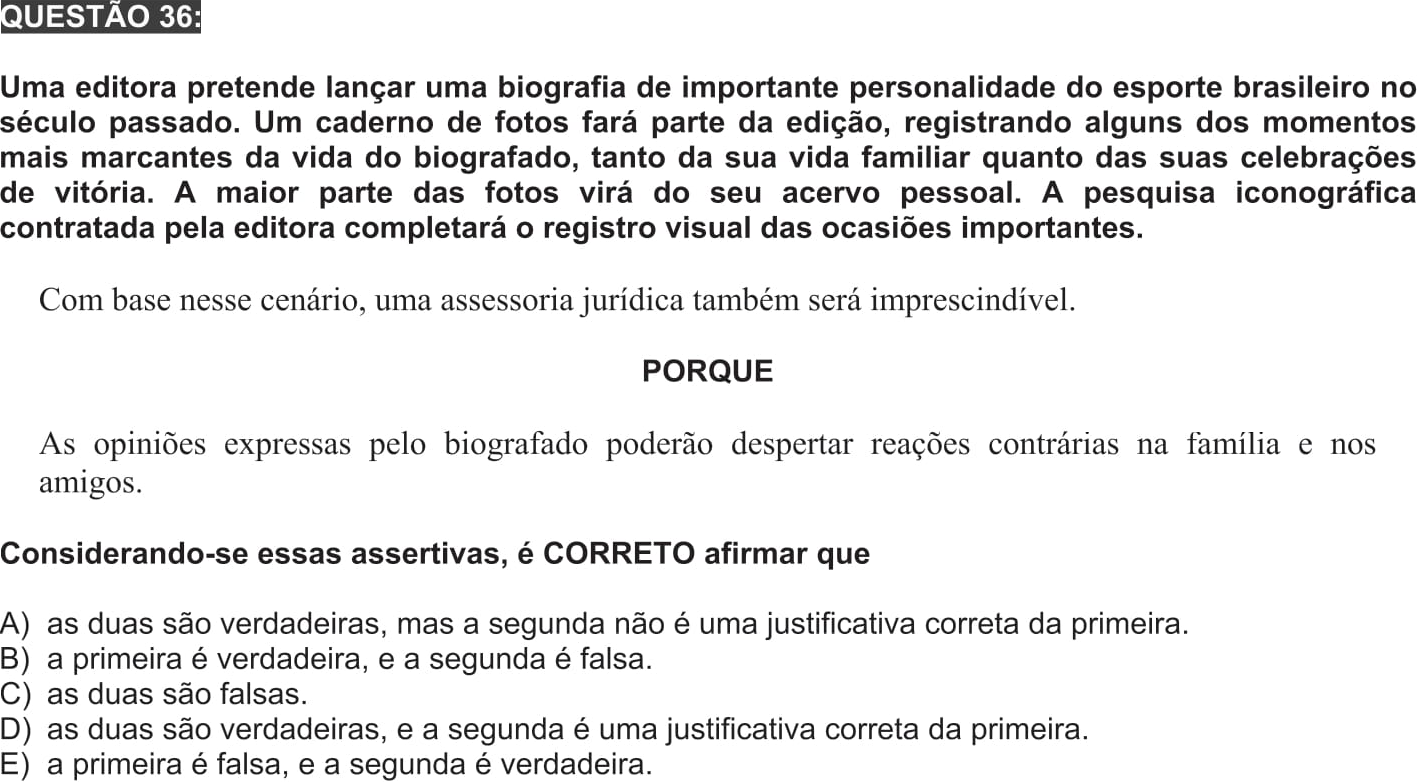 QUESTÃO 36:
Uma editora pretende lançar uma biografia de importante personalidade do esporte brasileiro no
século passado. Um caderno de fotos fará parte da edição, registrando alguns dos momentos
mais marcantes da vida do biografado, tanto da sua vida familiar quanto das suas celebrações
de vitória. A maior parte das fotos virá do seu acervo pessoal. A pesquisa iconográfica
contratada pela editora completará o registro visual das ocasiões importantes.
Com base nesse cenário, uma assessoria jurídica também será imprescindível.
PORQUE
As opiniões expressas pelo biografado poderão despertar reações contrárias na família e nos
amigos.
Considerando-se essas assertivas, é CORRETO afirmar que
A) as duas são verdadeiras, mas a segunda não é uma justificativa correta da primeira.
B) a primeira é verdadeira, e a segunda é falsa.
C) as duas são falsas.
D) as duas são verdadeiras, e a segunda é uma justificativa correta da primeira.
E) a primeira é falsa, e a segunda é verdadeira.